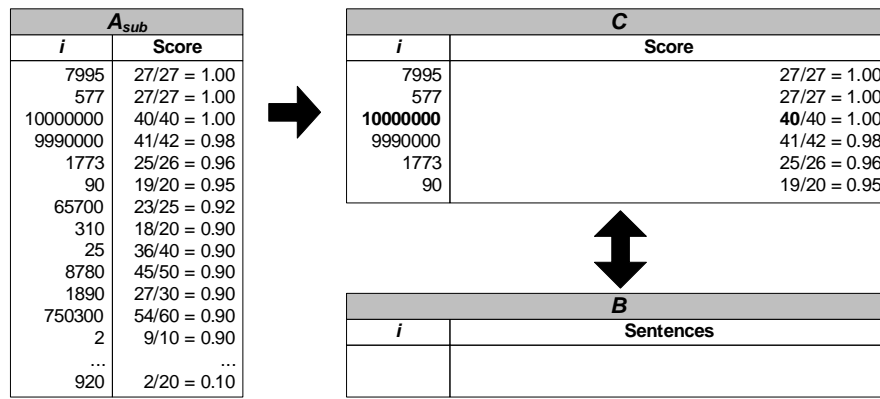 A_sub
i Score
7995 27/27 = 1.00
577 27/27 = 1.00
10000000 40/40 = 1.00
9990000 41/42 = 0.98
1773 25/26 = 0.96
90 19/20 = 0.95
65700 23/25 = 0.92
310 18/20 = 0.90
25 36/40 = 0.90
8780 45/50 = 0.90
1890 27/30 = 0.90
750300 54/60 = 0.90
2 9/10 = 0.90
... ...
920 2/20 = 0.10
C
i Score
7995 27/27 = 1.00
577 27/27 = 1.00
10000000 40/40 = 1.00
9990000 41/42 = 0.98
1773 25/26 = 0.96
90 19/20 = 0.95
B
i Sentences